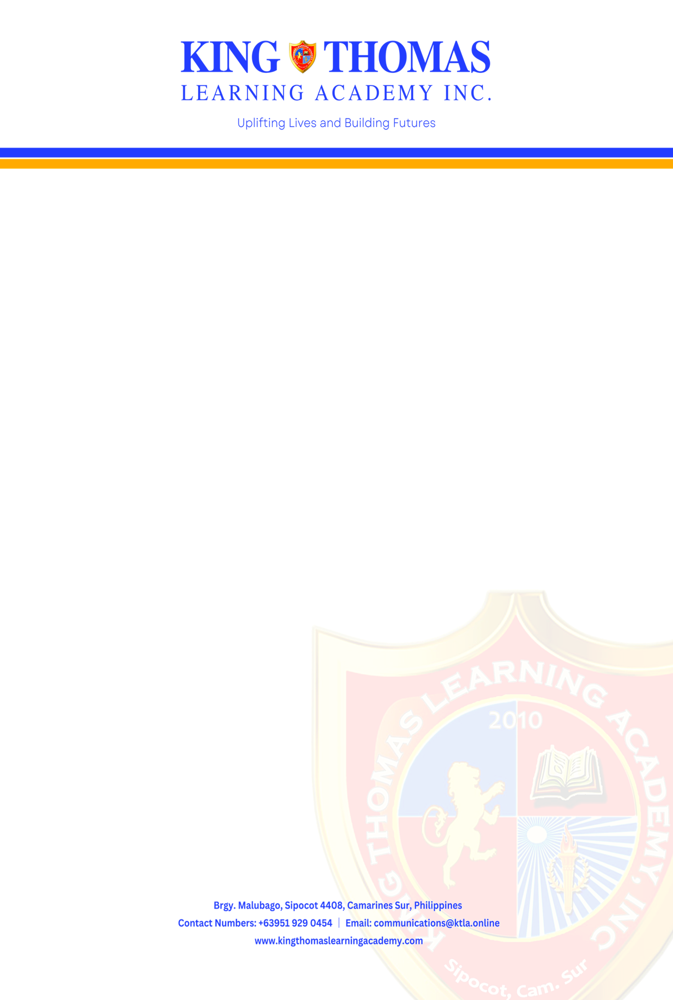 KING THOMAS
LEARNING ACADEMY INC.
Uplifting Lives and Building Futures
2010
KING THOMAS LEARNING ACADEMY, INC
Sipocot, Cam. Sur
Brgy. Malubago, Sipocot 4408, Camarines Sur, Philippines
Contact Numbers: +63951 929 0454 | Email: communications@ktla.online
www.kingthomaslearningacademy.com